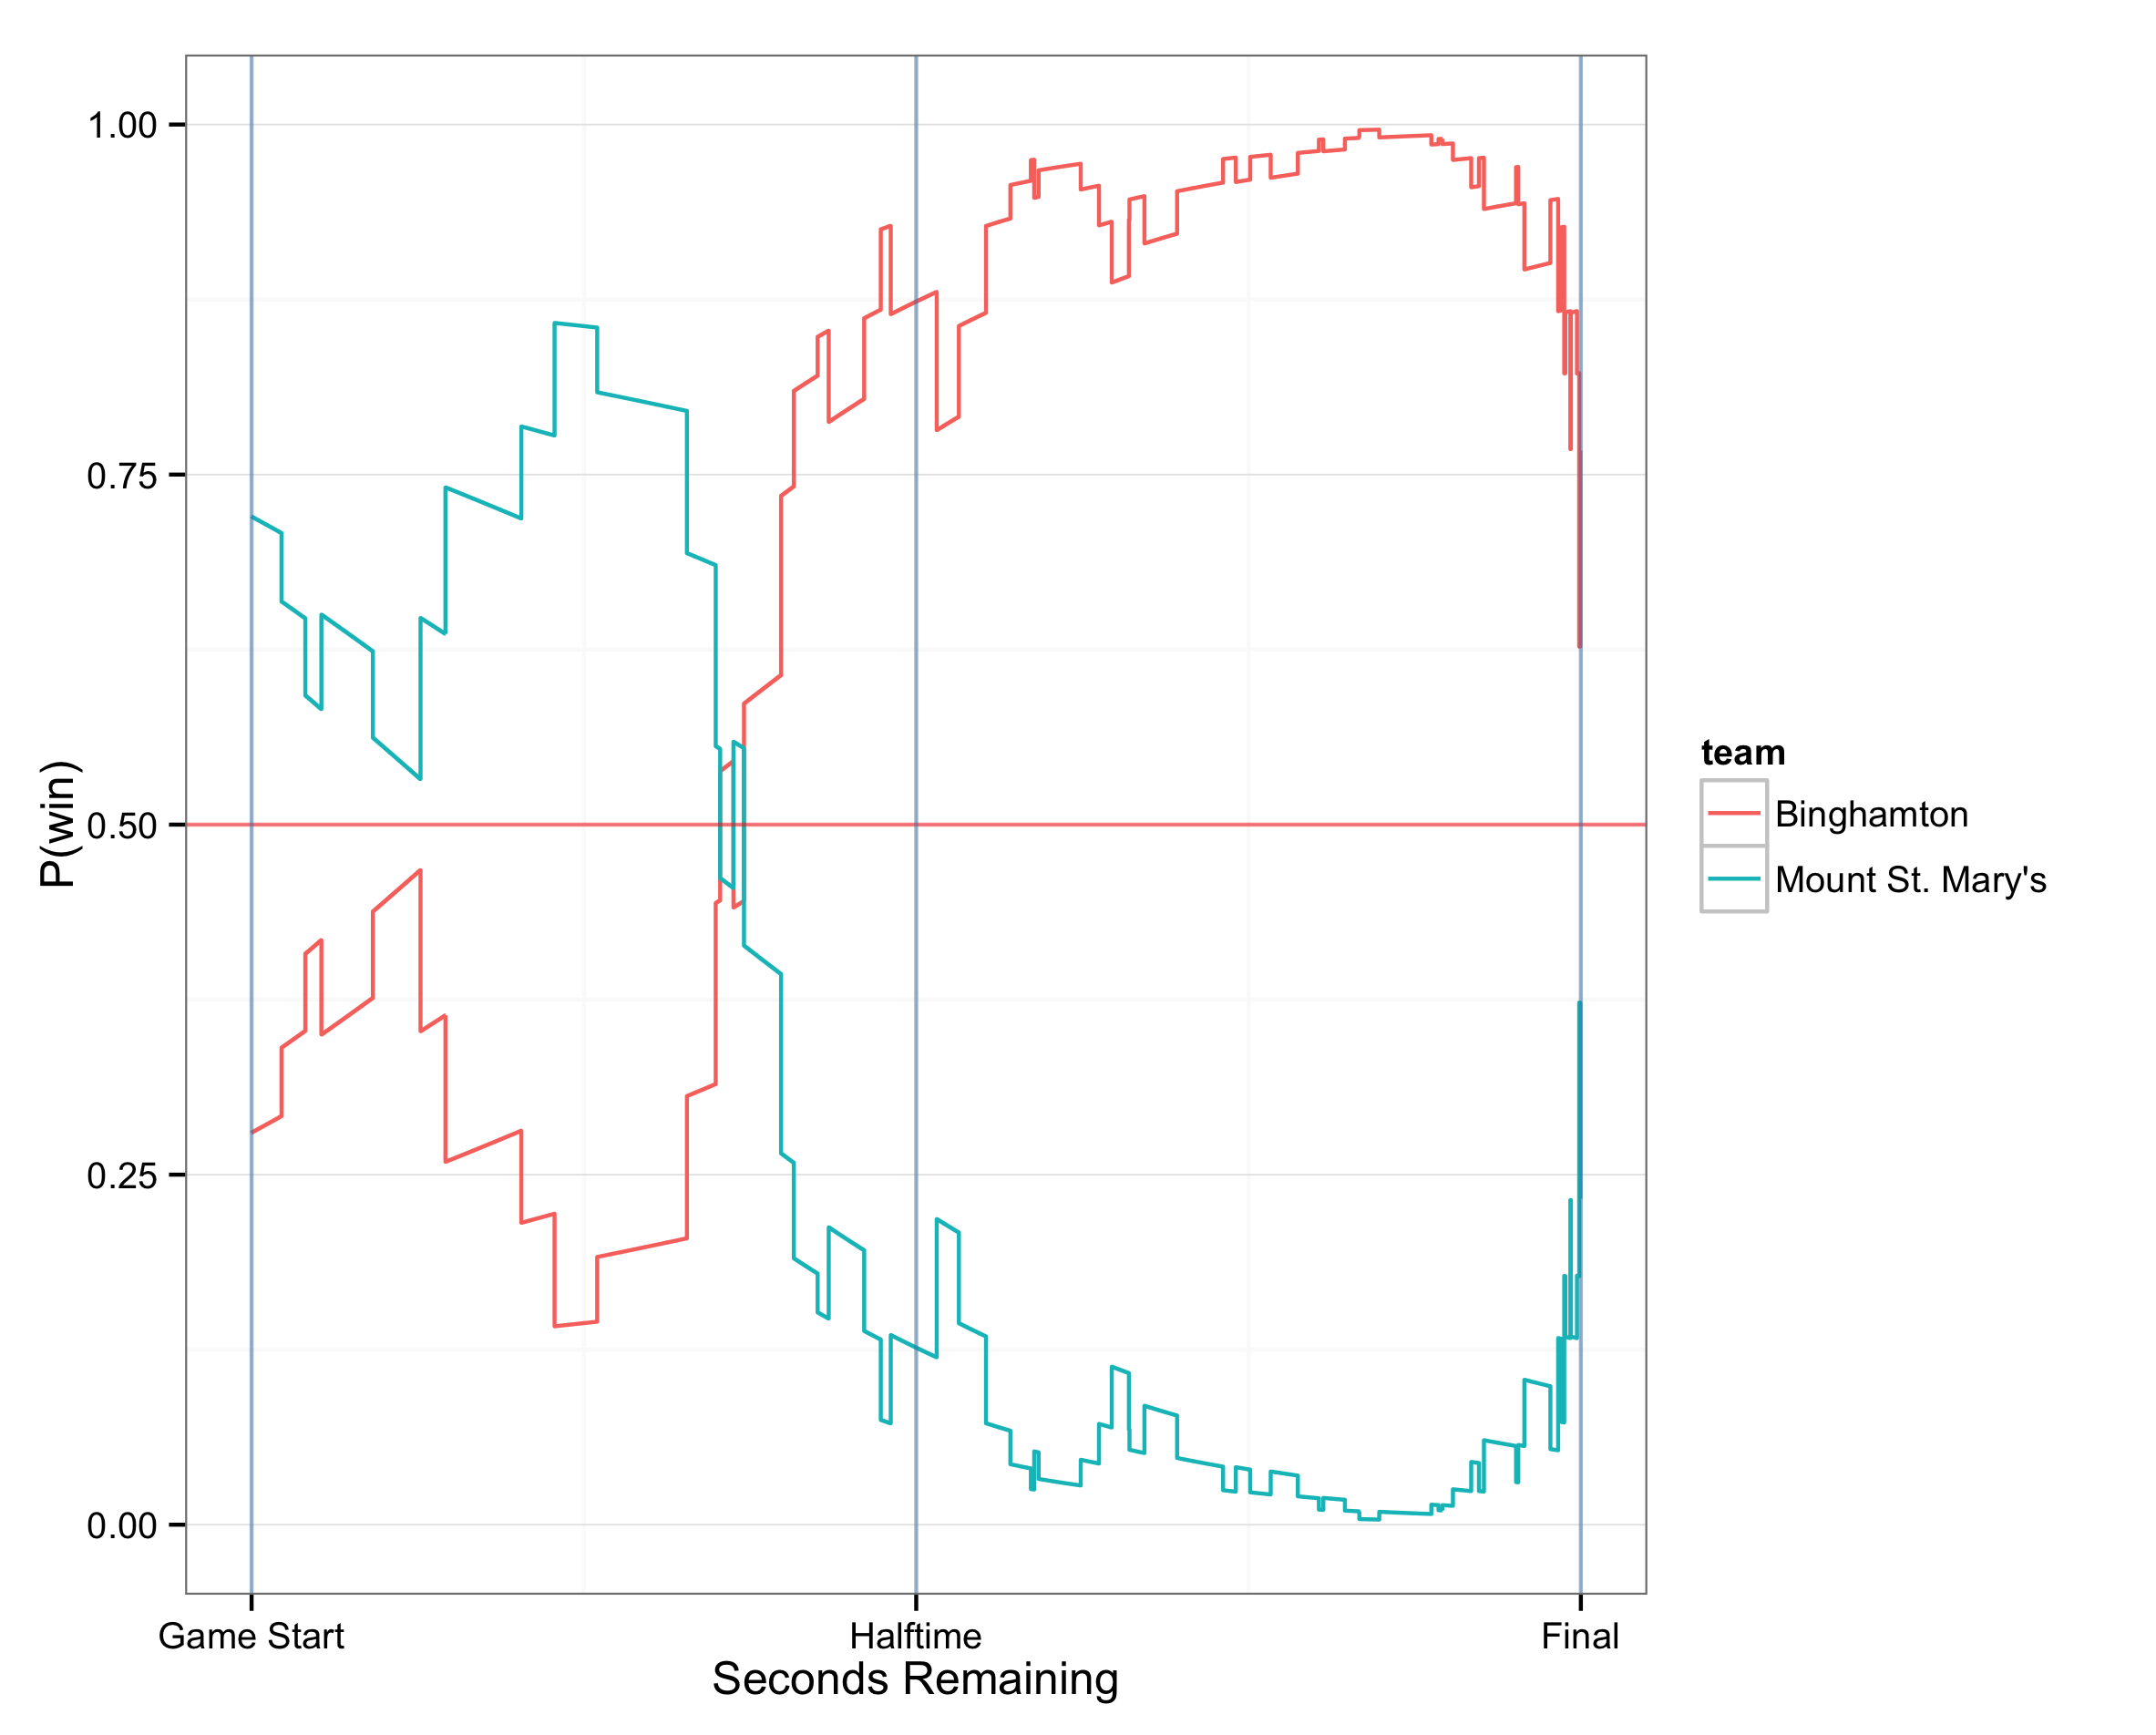 P(win)
1.00
0.75
0.50
0.25
0.00
Game Start
Halftime
Final
Seconds Remaining
team
Binghamton
Mount St. Mary's